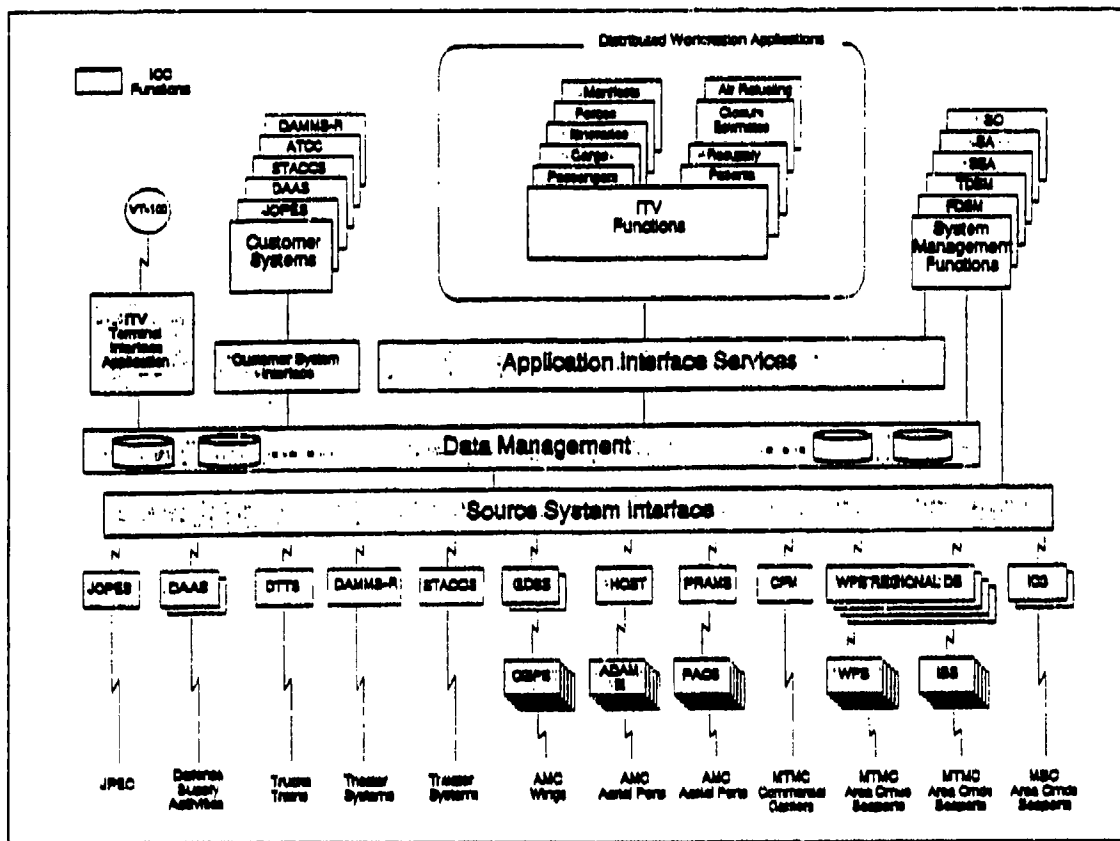 Distributed Workstation Applications
ICC
Functions
Manifests
Forces
Itineraries
Cargo
Passengers
ITV
Functions
Air Refueling
Closure
Estimates
Resupply
Patients
DAMMS-R
ATCC
STACCS
DAAS
JOPES
Customer
Systems
SC
SA
SSA
TDBM
FDBM
System
Management
Functions
VT-100
ITV
Terminal
Interface
Application
Customer System
Interface
Application Interface Services
Data Management
Source System Interface
JOPES
DAAS
DTTS
DAMMS-R
STACCS
GDSS
HOST
PRAMS
CFM
WPS REGIONAL DB
IC3
ADAM
III
PACS
WPS
IBS
JPEC
Defense
Supply
Activities
Trucks
Trains
Theater
Systems
Theater
Systems
AMC
Wings
AMC
Aerial Ports
AMC
Aerial Ports
MTMC
Commercial
Carriers
MTMC
Area Cmds
Seaports
MTMC
Area Cmds
Seaports
MSC
Area Cmds
Seaports